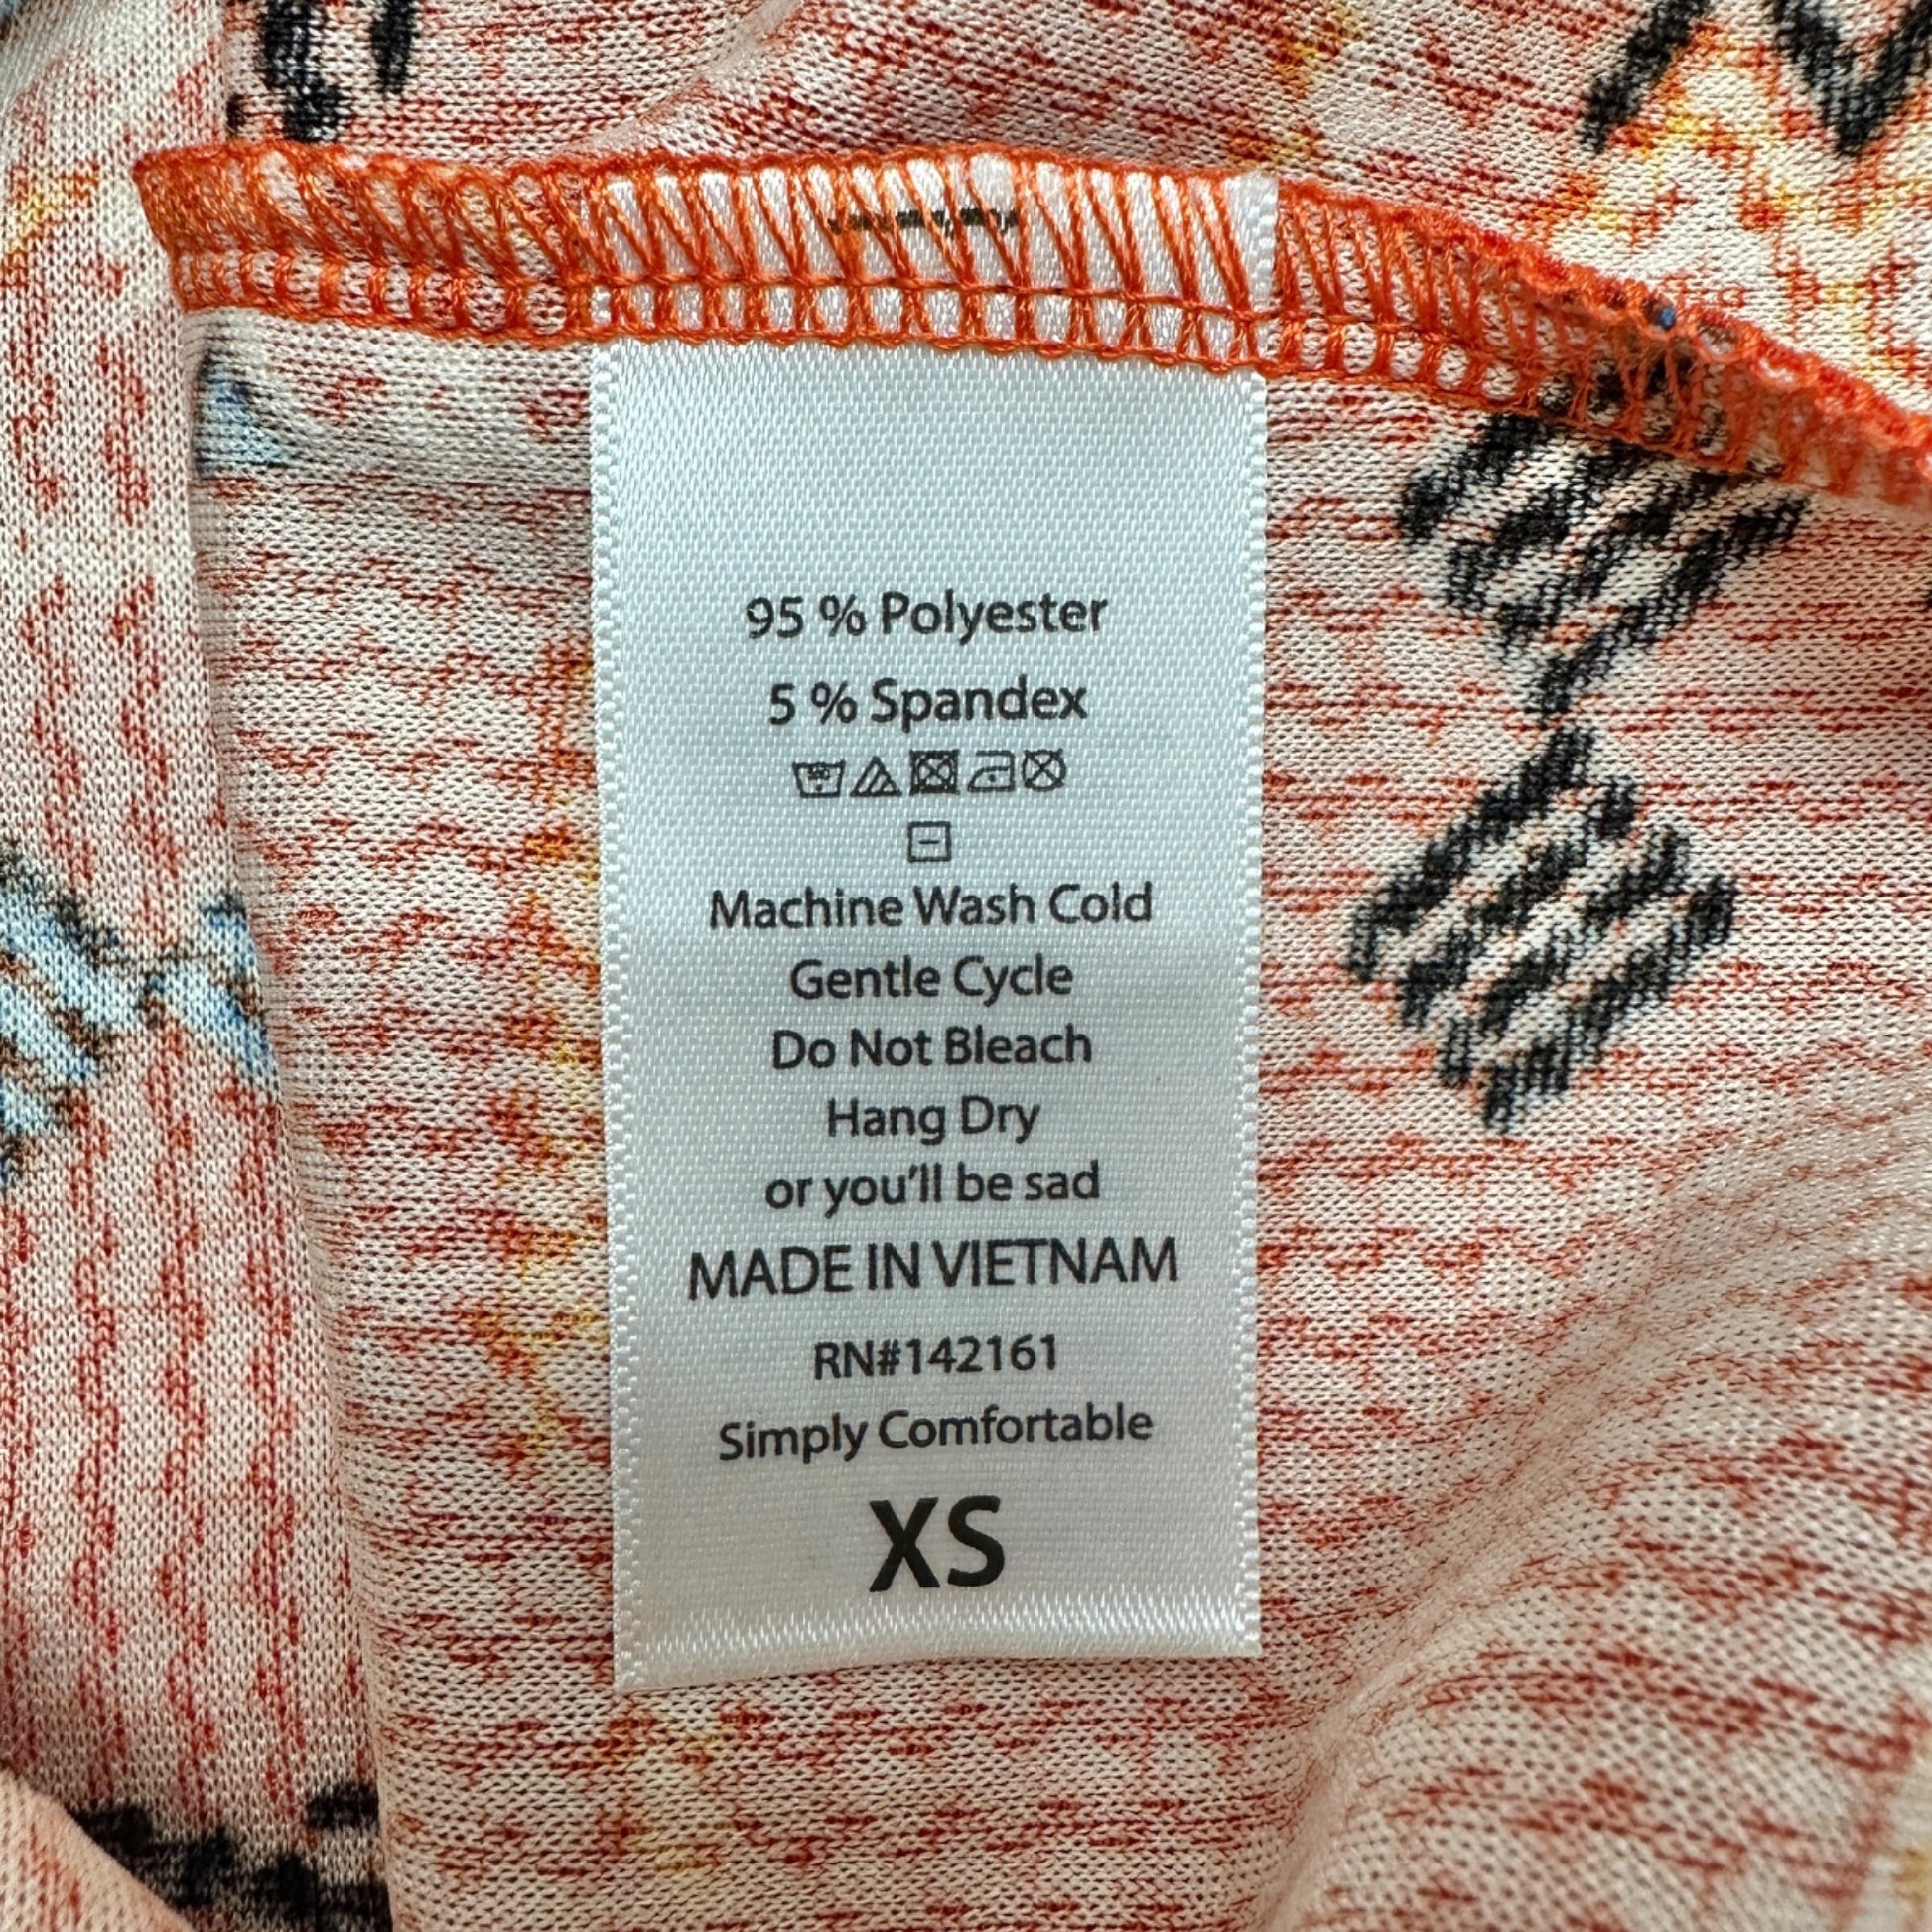 95 % Polyester
5 % Spandex
Machine Wash Cold
Gentle Cycle
Do Not Bleach
Hang Dry
or you'll be sad
MADE IN VIETNAM
RN#142161
Simply Comfortable
XS